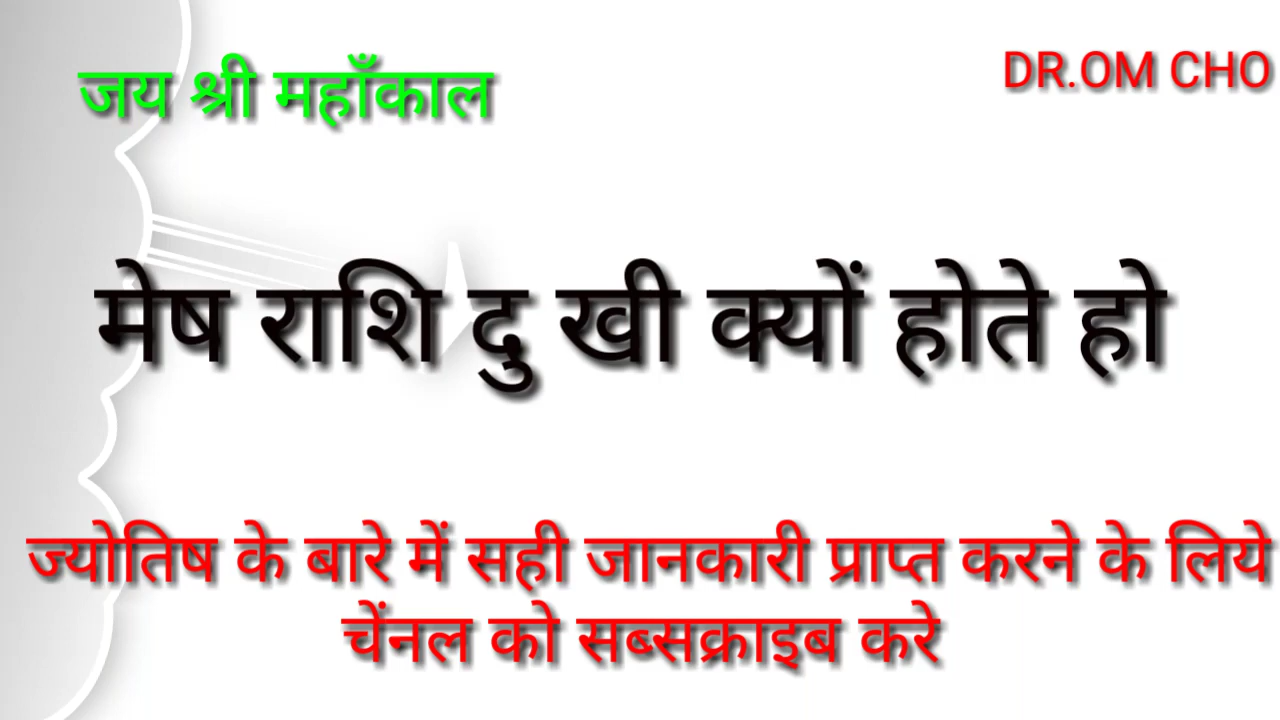 जय श्री महाँकाल
DR.OM CHO
मेष राशि दु खी क्यों होते हो
ज्योतिष के बारे में सही जानकारी प्राप्त करने के लिये
चेंनल को सब्सक्राइब करे